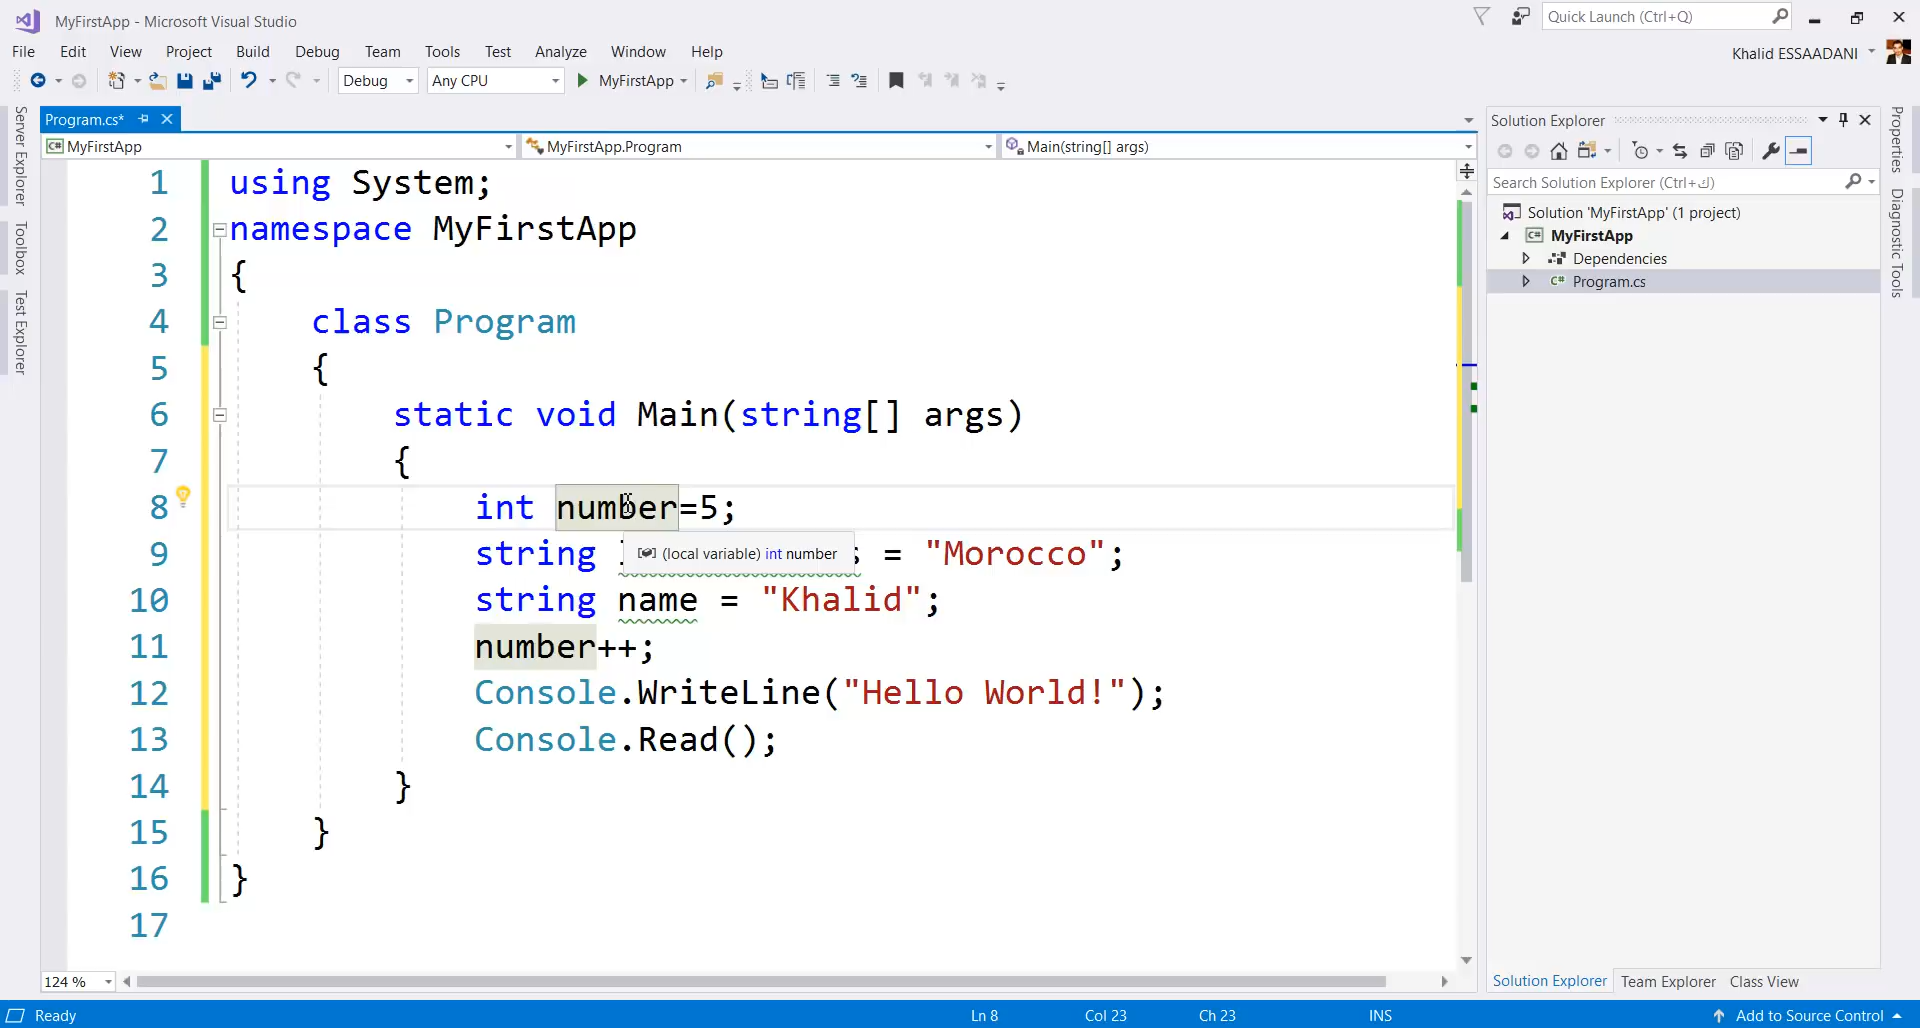 MyFirstApp - Microsoft Visual Studio
Quick Launch (Ctrl+Q)
File Edit View Project Build Debug Team Tools Test Analyze Window Help
Khalid ESSAADANI
Debug Any CPU MyFirstApp
Server Explorer
Toolbox
Test Explorer
Program.cs*
MyFirstApp MyFirstApp.Program Main(string[] args)
1 using System;
2 namespace MyFirstApp
3 {
4 class Program
5 {
6 static void Main(string[] args)
7 {
8 int number=5;
(local variable) int number
9 string s = "Morocco";
10 string name = "Khalid";
11 number++;
12 Console.WriteLine("Hello World!");
13 Console.Read();
14 }
15 }
16 }
17
124 %
Solution Explorer
Search Solution Explorer (Ctrl+ك)
Solution 'MyFirstApp' (1 project)
C# MyFirstApp
Dependencies
C# Program.cs
Solution Explorer Team Explorer Class View
Properties
Diagnostic Tools
Ready Ln 8 Col 23 Ch 23 INS Add to Source Control